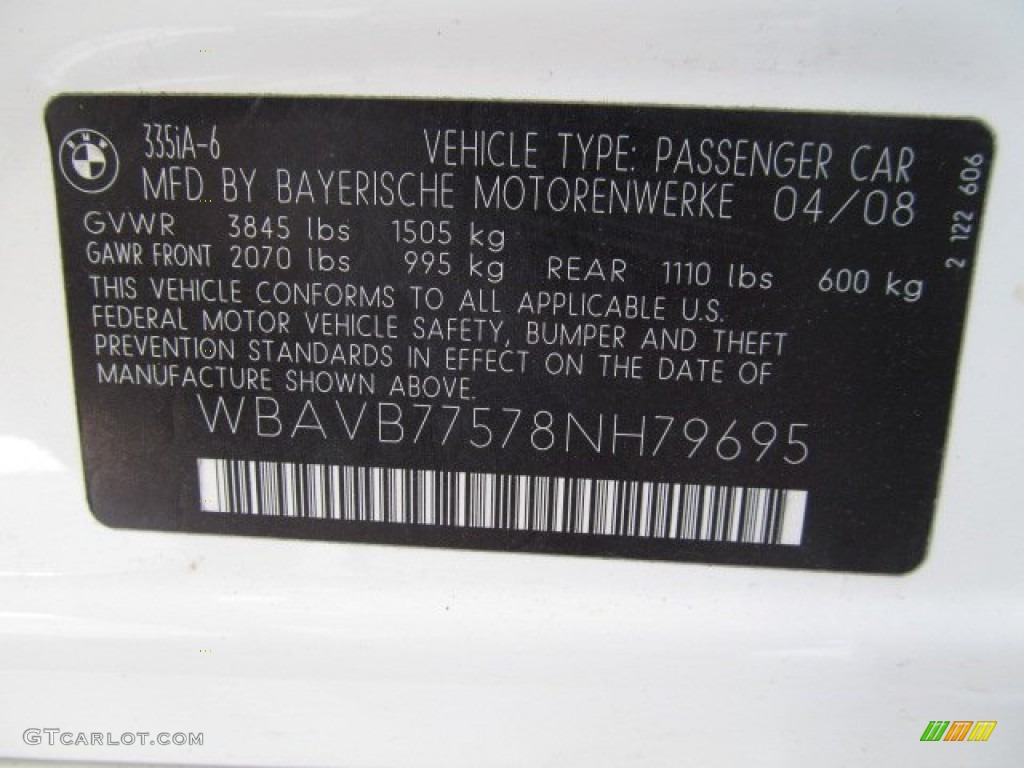 335iA-6 VEHICLE TYPE: PASSENGER CAR
MFD. BY BAYERISCHE MOTORENWERKE 04/08
GVWR 3845 lbs 1505 kg
GAWR FRONT 2070 lbs 995 kg REAR 1110 lbs 600 kg
THIS VEHICLE CONFORMS TO ALL APPLICABLE U.S.
FEDERAL MOTOR VEHICLE SAFETY, BUMPER AND THEFT
PREVENTION STANDARDS IN EFFECT ON THE DATE OF
MANUFACTURE SHOWN ABOVE.
WBAVB77578NH79695
2 122 606
BMW
GTCARLOT.COM